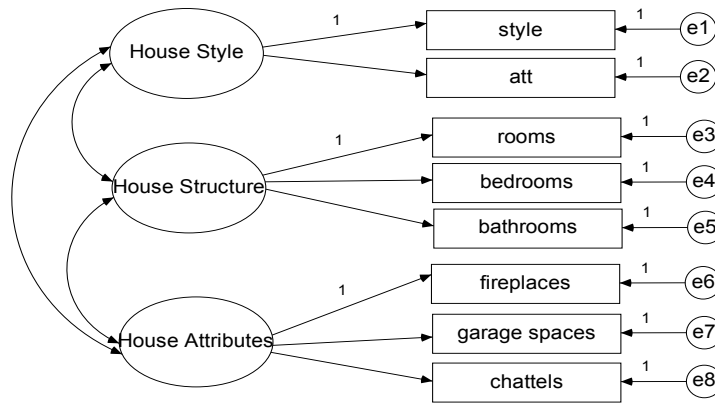 House Style
1
style
1
e1
att
1
e2
House Structure
1
rooms
1
e3
bedrooms
1
e4
bathrooms
1
e5
House Attributes
1
fireplaces
1
e6
garage spaces
1
e7
chattels
1
e8